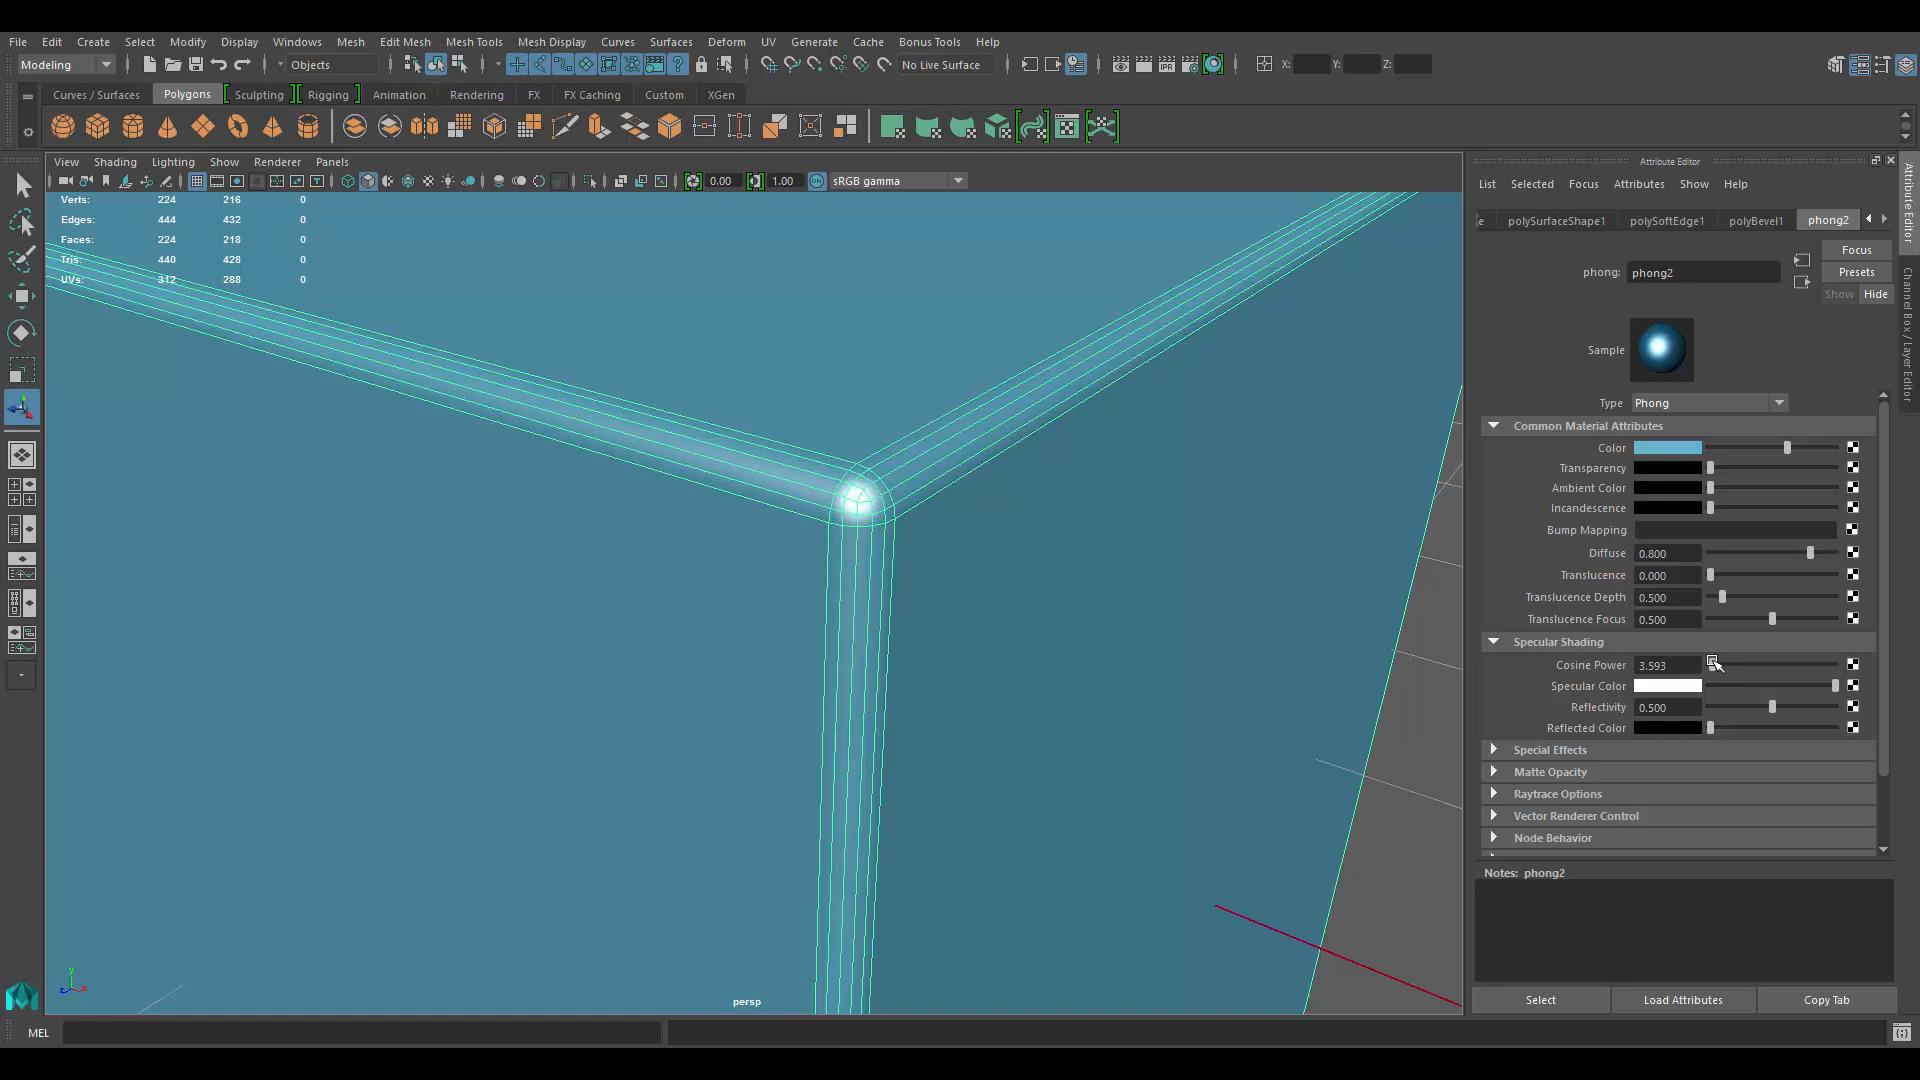 File Edit Create Select Modify Display Windows Mesh Edit Mesh Mesh Tools Mesh Display Curves Surfaces Deform UV Generate Cache Bonus Tools Help
Modeling Objects No Live Surface X: Y: Z:
Curves / Surfaces Polygons Sculpting Rigging Animation Rendering FX FX Caching Custom XGen
View Shading Lighting Show Renderer Panels
0.00 1.00 ON sRGB gamma
Verts: 224 216 0
Edges: 444 432 0
Faces: 224 218 0
Tris: 440 428 0
UVs: 312 288 0
persp
y
z x
MEL
Attribute Editor
List Selected Focus Attributes Show Help
e polySurfaceShape1 polySoftEdge1 polyBevel1 phong2
Focus
phong: phong2 Presets
Show Hide
Sample
Type Phong
Common Material Attributes
Color
Transparency
Ambient Color
Incandescence
Bump Mapping
Diffuse 0.800
Translucence 0.000
Translucence Depth 0.500
Translucence Focus 0.500
Specular Shading
Cosine Power 3.593
Specular Color
Reflectivity 0.500
Reflected Color
Special Effects
Matte Opacity
Raytrace Options
Vector Renderer Control
Node Behavior
Notes: phong2
Select Load Attributes Copy Tab
Attribute Editor
Channel Box / Layer Editor